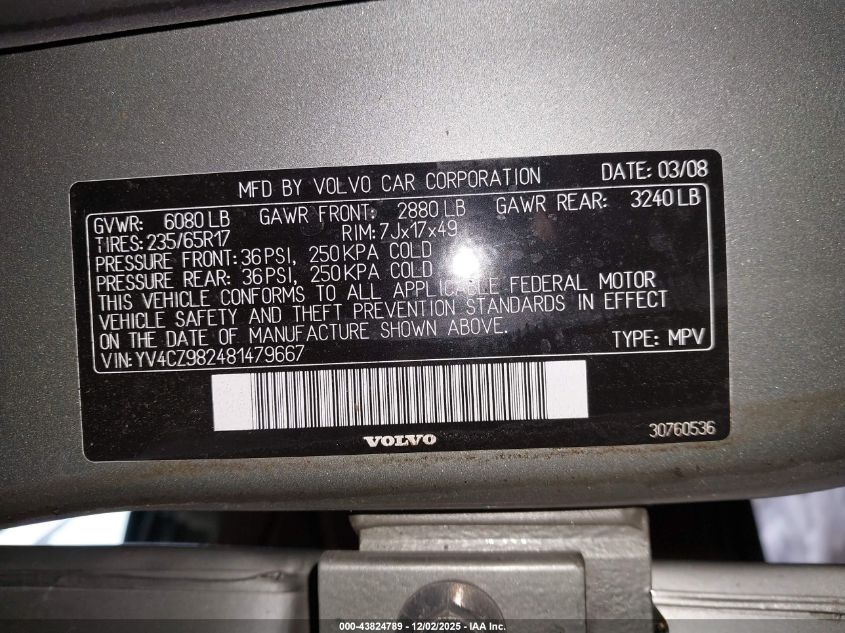 MFD BY VOLVO CAR CORPORATION DATE: 03/08
GVWR: 6080 LB GAWR FRONT: 2880 LB GAWR REAR: 3240 LB
TIRES: 235/65R17 RIM: 7Jx17x49
PRESSURE FRONT: 36 PSI, 250 KPA COLD
PRESSURE REAR: 36 PSI, 250 KPA COLD
THIS VEHICLE CONFORMS TO ALL APPLICABLE FEDERAL MOTOR
VEHICLE SAFETY AND THEFT PREVENTION STANDARDS IN EFFECT
ON THE DATE OF MANUFACTURE SHOWN ABOVE.
VIN: YV4CZ982481479667 TYPE: MPV
30760536
VOLVO
000-43824789 - 12/02/2025 - IAA Inc.